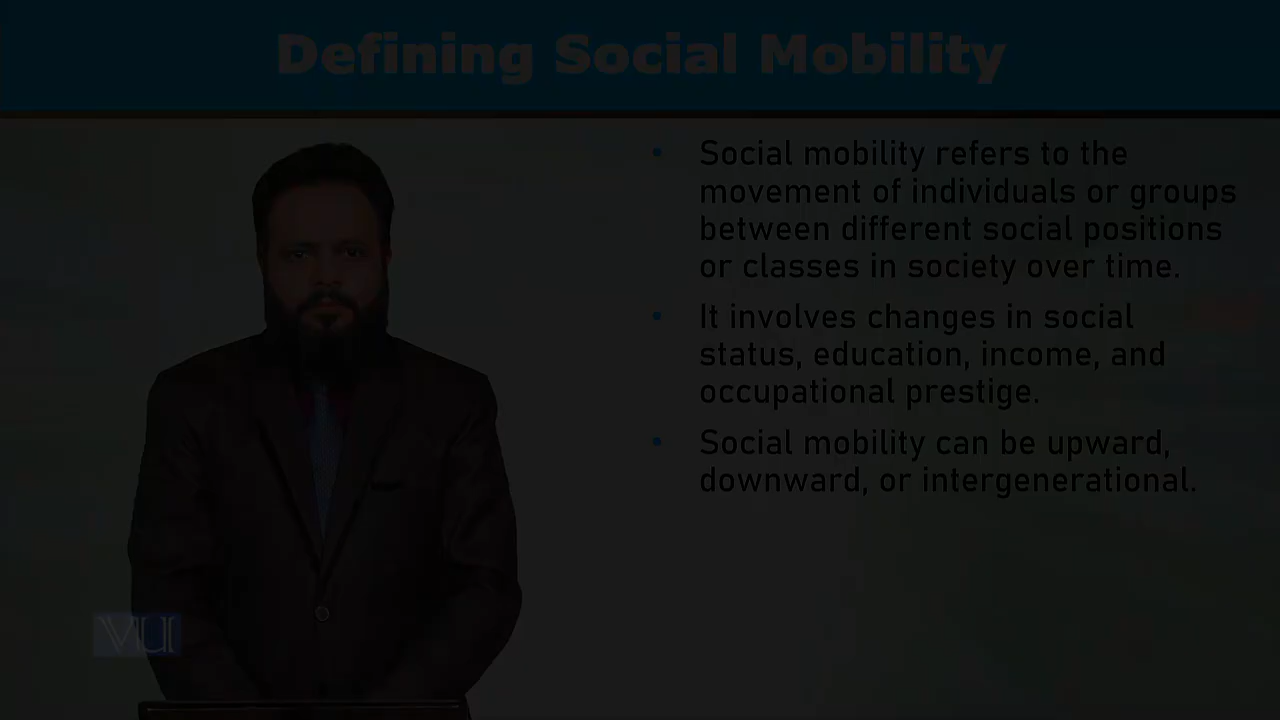 Defining Social Mobility
• Social mobility refers to the
movement of individuals or groups
between different social positions
or classes in society over time.
• It involves changes in social
status, education, income, and
occupational prestige.
• Social mobility can be upward,
downward, or intergenerational.
VU